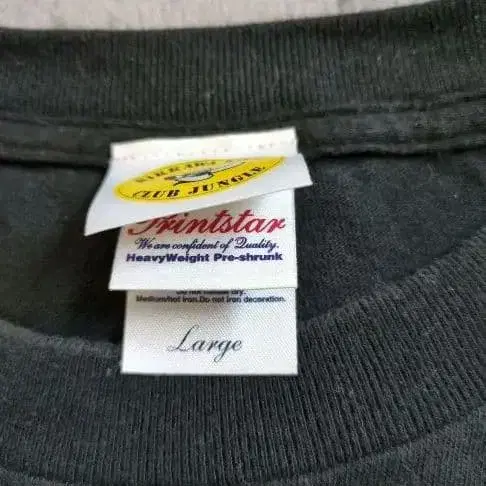 CLUB JUNGLE
Printstar
We are confident of Quality.
HeavyWeight Pre-shrunk
Medium/hot iron.Do not iron decoration.
Large